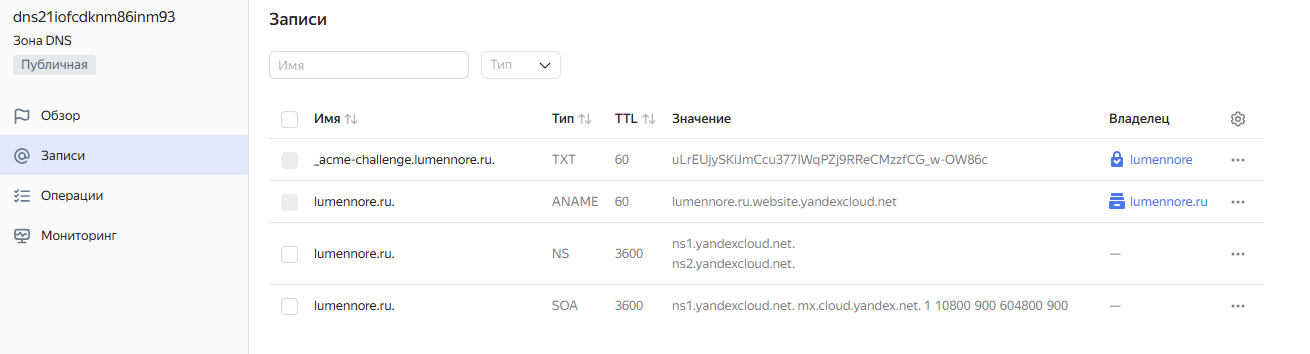 dns21iofcdknm86inm93
Зона DNS
Публичная
Обзор
Записи
Операции
Мониторинг
Записи
Имя Тип
Имя Тип TTL Значение Владелец
_acme-challenge.lumennore.ru. TXT 60 uLrEUjySKiJmCcu377IWqPZj9RReCMzzfCG_w-OW86c lumennore
lumennore.ru. ANAME 60 lumennore.ru.website.yandexcloud.net lumennore.ru
lumennore.ru. NS 3600 ns1.yandexcloud.net. —
ns2.yandexcloud.net.
lumennore.ru. SOA 3600 ns1.yandexcloud.net. mx.cloud.yandex.net. 1 10800 900 604800 900 —